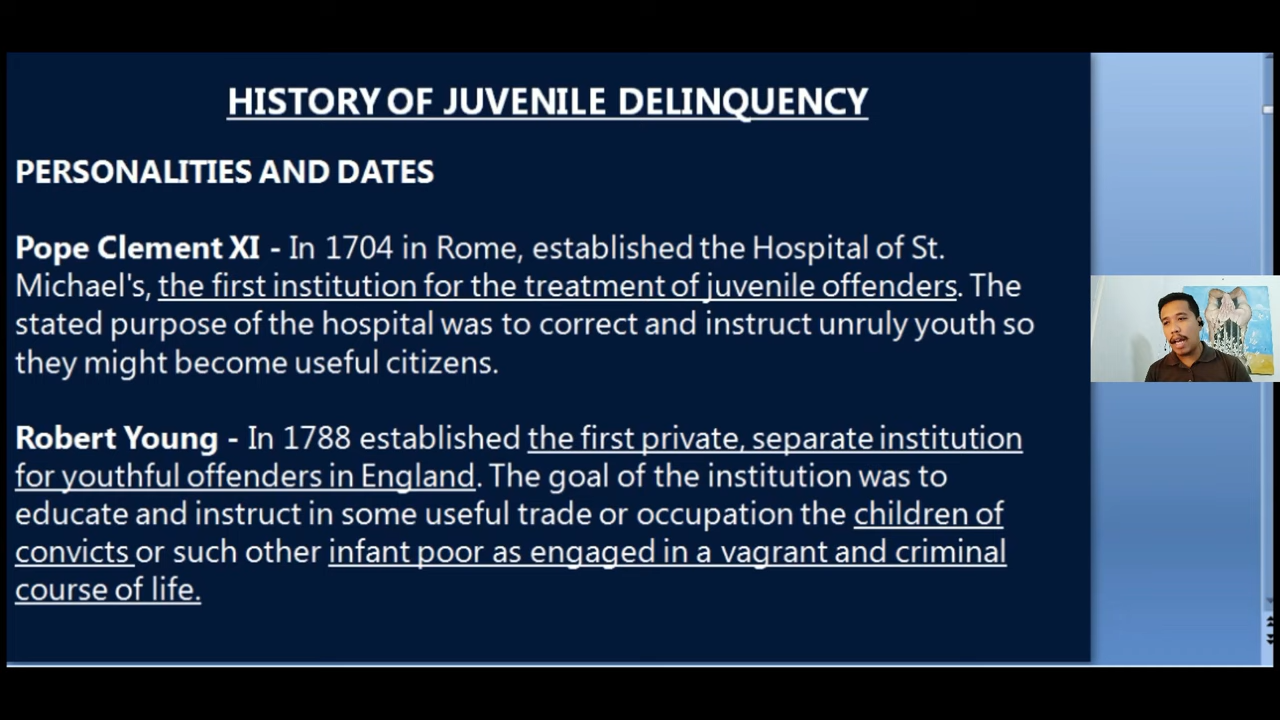 HISTORY OF JUVENILE DELINQUENCY
PERSONALITIES AND DATES
Pope Clement XI - In 1704 in Rome, established the Hospital of St.
Michael's, the first institution for the treatment of juvenile offenders. The
stated purpose of the hospital was to correct and instruct unruly youth so
they might become useful citizens.
Robert Young - In 1788 established the first private, separate institution
for youthful offenders in England. The goal of the institution was to
educate and instruct in some useful trade or occupation the children of
convicts or such other infant poor as engaged in a vagrant and criminal
course of life.